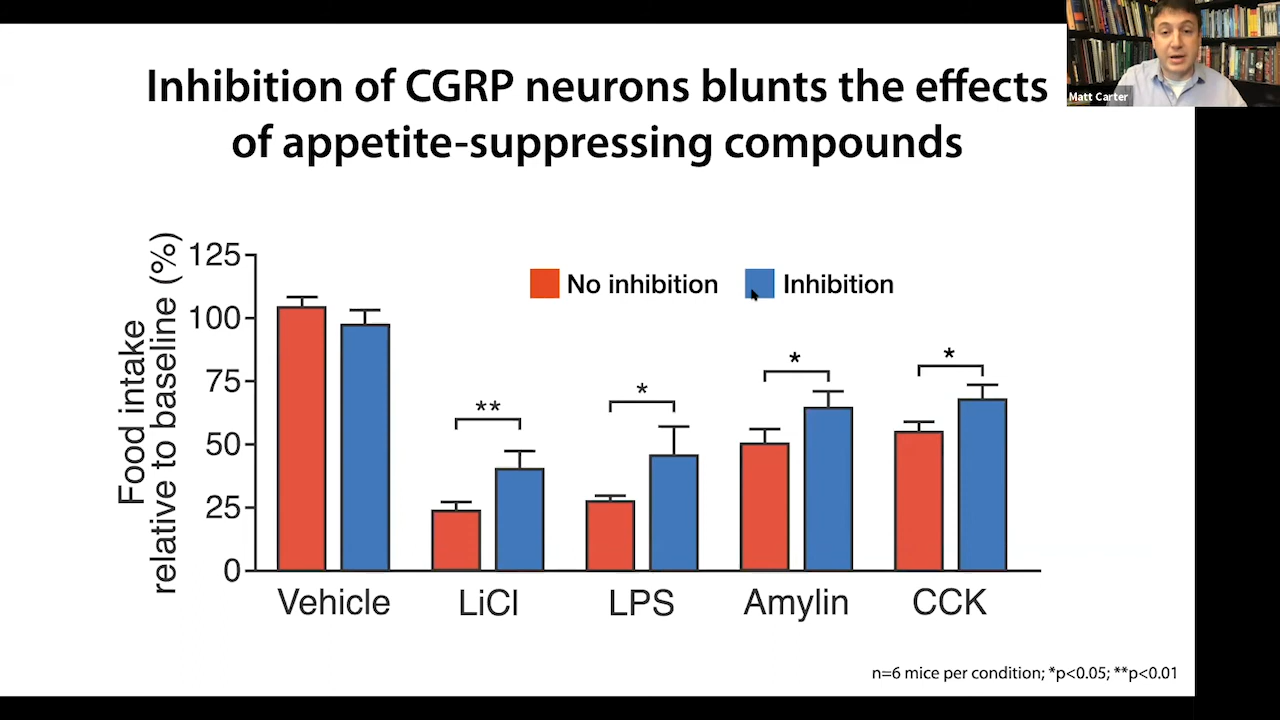 Inhibition of CGRP neurons blunts the effects
of appetite-suppressing compounds
Matt Carter
Food intake
relative to baseline (%)
125
100
75
50
25
0
No inhibition
Inhibition
**
*
*
*
Vehicle
LiCl
LPS
Amylin
CCK
n=6 mice per condition; *p<0.05; **p<0.01